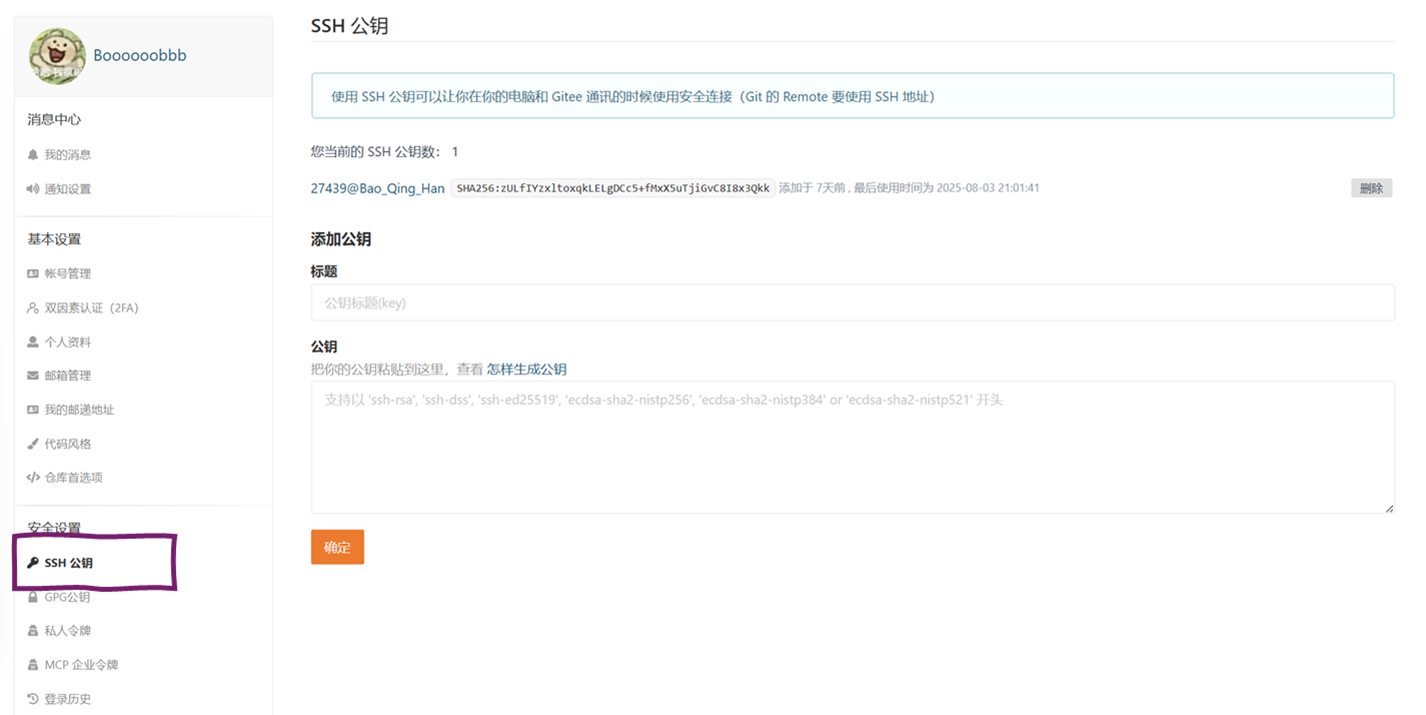 Boooooobbb
消息中心
我的消息
通知设置
基本设置
帐号管理
双因素认证（2FA）
个人资料
邮箱管理
我的邮递地址
代码风格
仓库首选项
安全设置
SSH 公钥
GPG公钥
私人令牌
MCP 企业令牌
登录历史
SSH 公钥
使用 SSH 公钥可以让你在你的电脑和 Gitee 通讯的时候使用安全连接（Git 的 Remote 要使用 SSH 地址）
您当前的 SSH 公钥数： 1
27439@Bao_Qing_Han SHA256:zULfIYzxltoxqkLELgDCc5+fMxX5uTjiGvC8I8x3Qkk 添加于 7天前 , 最后使用时间为 2025-08-03 21:01:41 删除
添加公钥
标题
公钥标题(key)
公钥
把你的公钥粘贴到这里，查看 怎样生成公钥
支持以 'ssh-rsa', 'ssh-dss', 'ssh-ed25519', 'ecdsa-sha2-nistp256', 'ecdsa-sha2-nistp384' or 'ecdsa-sha2-nistp521' 开头
确定